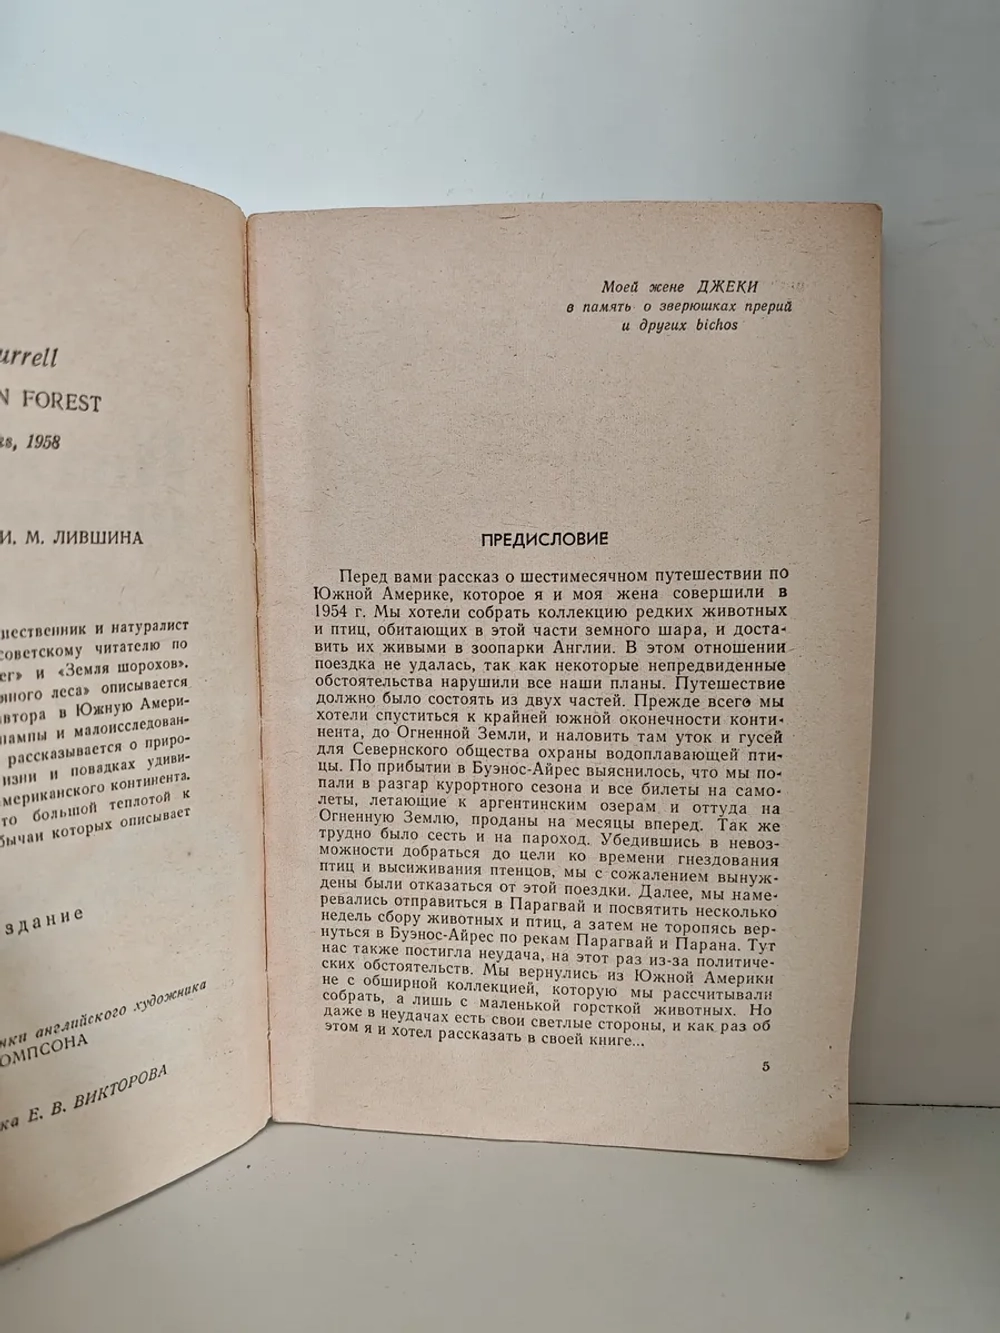 urrell
N FOREST
ks, 1958
И. М. ЛИВШИНА
шественник и натуралист
советскому читателю по
ег» и «Земля шорохов».
яного леса» описывается
автора в Южную Амери-
пампы и малоисследован-
рассказывается о приро-
изни и повадках удиви-
американского континента.
то большой теплотой к
бычаи которых описывает
здание
нки английского художника
ОМПСОНА
ка Е. В. ВИКТОРОВА
Моей жене ДЖЕКИ
в память о зверюшках прерий
и других bichos
ПРЕДИСЛОВИЕ
Перед вами рассказ о шестимесячном путешествии по
Южной Америке, которое я и моя жена совершили в
1954 г. Мы хотели собрать коллекцию редких животных
и птиц, обитающих в этой части земного шара, и доста-
вить их живыми в зоопарки Англии. В этом отношении
поездка не удалась, так как некоторые непредвиденные
обстоятельства нарушили все наши планы. Путешествие
должно было состоять из двух частей. Прежде всего мы
хотели спуститься к крайней южной оконечности конти-
нента, до Огненной Земли, и наловить там уток и гусей
для Севернского общества охраны водоплавающей пти-
цы. По прибытии в Буэнос-Айрес выяснилось, что мы по-
пали в разгар курортного сезона и все билеты на само-
леты, летающие к аргентинским озерам и оттуда на
Огненную Землю, проданы на месяцы вперед. Так же
трудно было сесть и на пароход. Убедившись в невоз-
можности добраться до цели ко времени гнездования
птиц и высиживания птенцов, мы с сожалением вынуж-
дены были отказаться от этой поездки. Далее, мы наме-
ревались отправиться в Парагвай и посвятить несколько
недель сбору животных и птиц, а затем не торопясь вер-
нуться в Буэнос-Айрес по рекам Парагвай и Парана. Тут
нас также постигла неудача, на этот раз из-за политиче-
ских обстоятельств. Мы вернулись из Южной Америки
не с обширной коллекцией, которую мы рассчитывали
собрать, а лишь с маленькой горсткой животных. Но
даже в неудачах есть свои светлые стороны, и как раз об
этом я и хотел рассказать в своей книге...
5